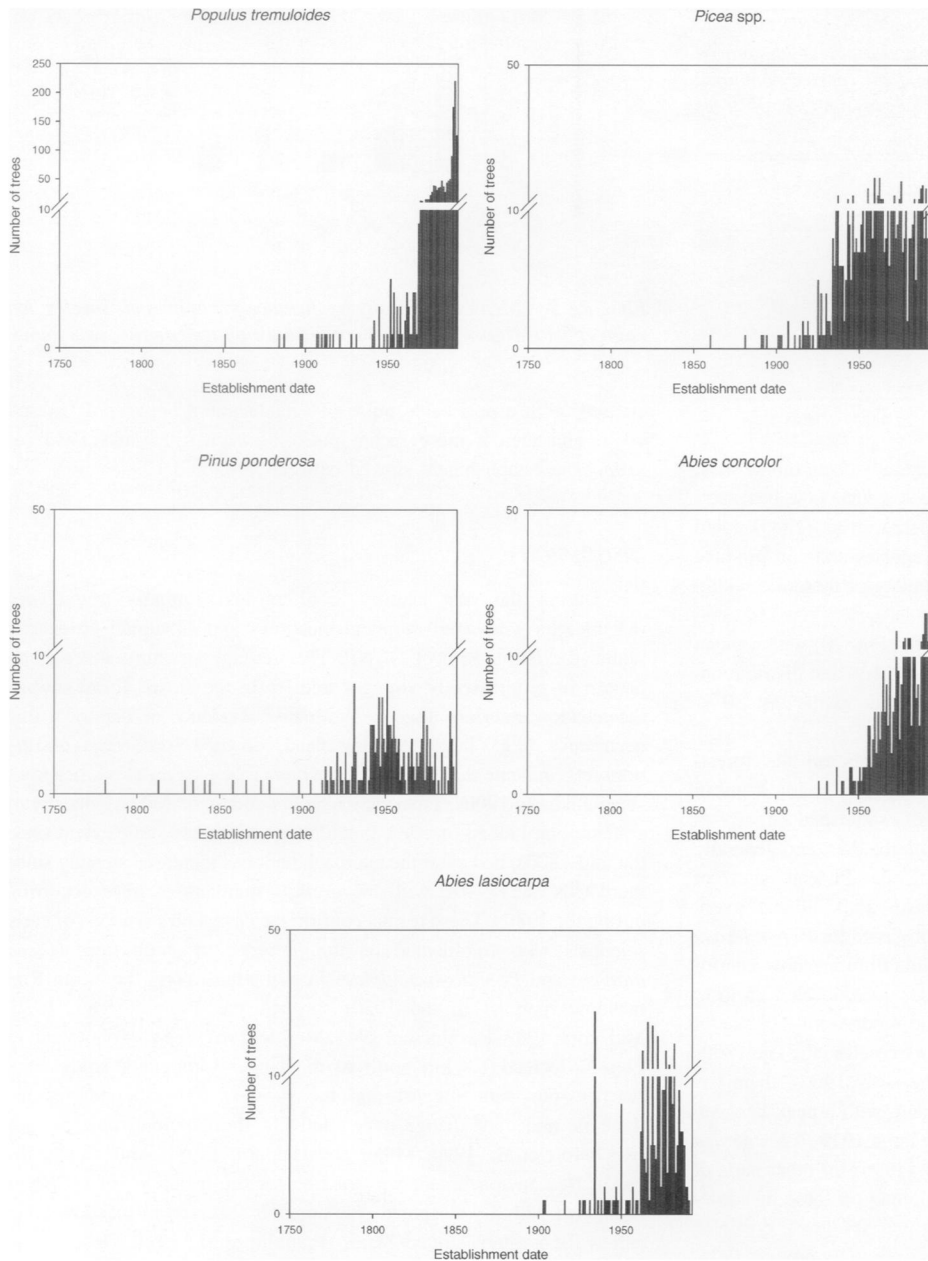 Populus tremuloides
250
200
150
100
50
10
0
Number of trees
1750 1800 1850 1900 1950
Establishment date
Picea spp.
50
10
0
Number of trees
1750 1800 1850 1900 1950
Establishment date
Pinus ponderosa
50
10
0
Number of trees
1750 1800 1850 1900 1950
Establishment date
Abies concolor
50
10
0
Number of trees
1750 1800 1850 1900 1950
Establishment date
Abies lasiocarpa
50
10
0
Number of trees
1750 1800 1850 1900 1950
Establishment date